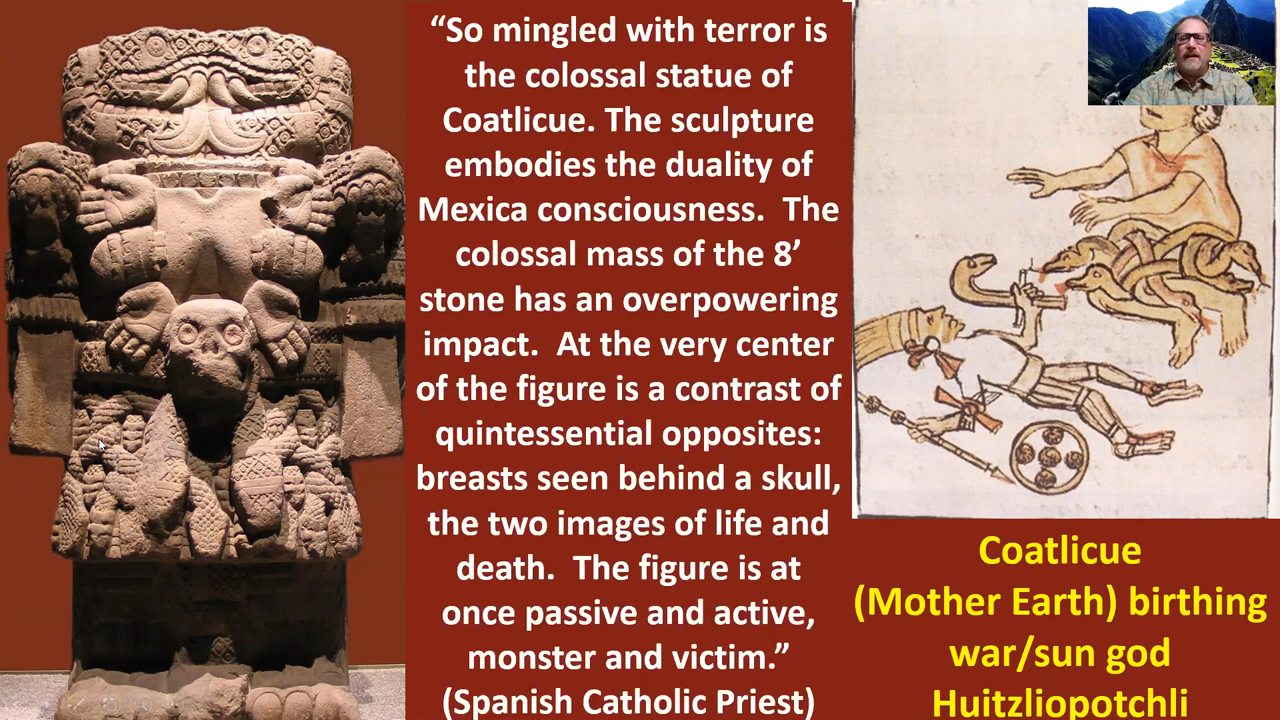 “So mingled with terror is
the colossal statue of
Coatlicue. The sculpture
embodies the duality of
Mexica consciousness.  The
colossal mass of the 8’
stone has an overpowering
impact.  At the very center
of the figure is a contrast of
quintessential opposites:
breasts seen behind a skull,
the two images of life and
death.  The figure is at
once passive and active,
monster and victim.”
(Spanish Catholic Priest)
Coatlicue
(Mother Earth) birthing
war/sun god
Huitzliopotchli